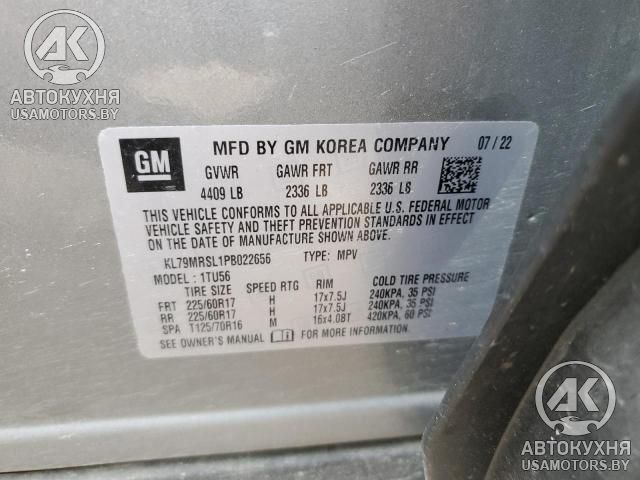 АК
АВТОКУХНЯ
USAMOTORS.BY
GM
MFD BY GM KOREA COMPANY 07/22
GVWR GAWR FRT GAWR RR
4409 LB 2336 LB 2336 LB
THIS VEHICLE CONFORMS TO ALL APPLICABLE U.S. FEDERAL MOTOR
VEHICLE SAFETY AND THEFT PREVENTION STANDARDS IN EFFECT
ON THE DATE OF MANUFACTURE SHOWN ABOVE.
KL79MRSL1PB022656 TYPE: MPV
MODEL: 1TU56
TIRE SIZE SPEED RTG RIM COLD TIRE PRESSURE
FRT 225/60R17 H 17x7.5J 240KPA, 35 PSI
RR 225/60R17 H 17x7.5J 240KPA, 35 PSI
SPA T125/70R16 M 16x4.0BT 420KPA, 60 PSI
SEE OWNER'S MANUAL FOR MORE INFORMATION.
АК
АВТОКУХНЯ
USAMOTORS.BY